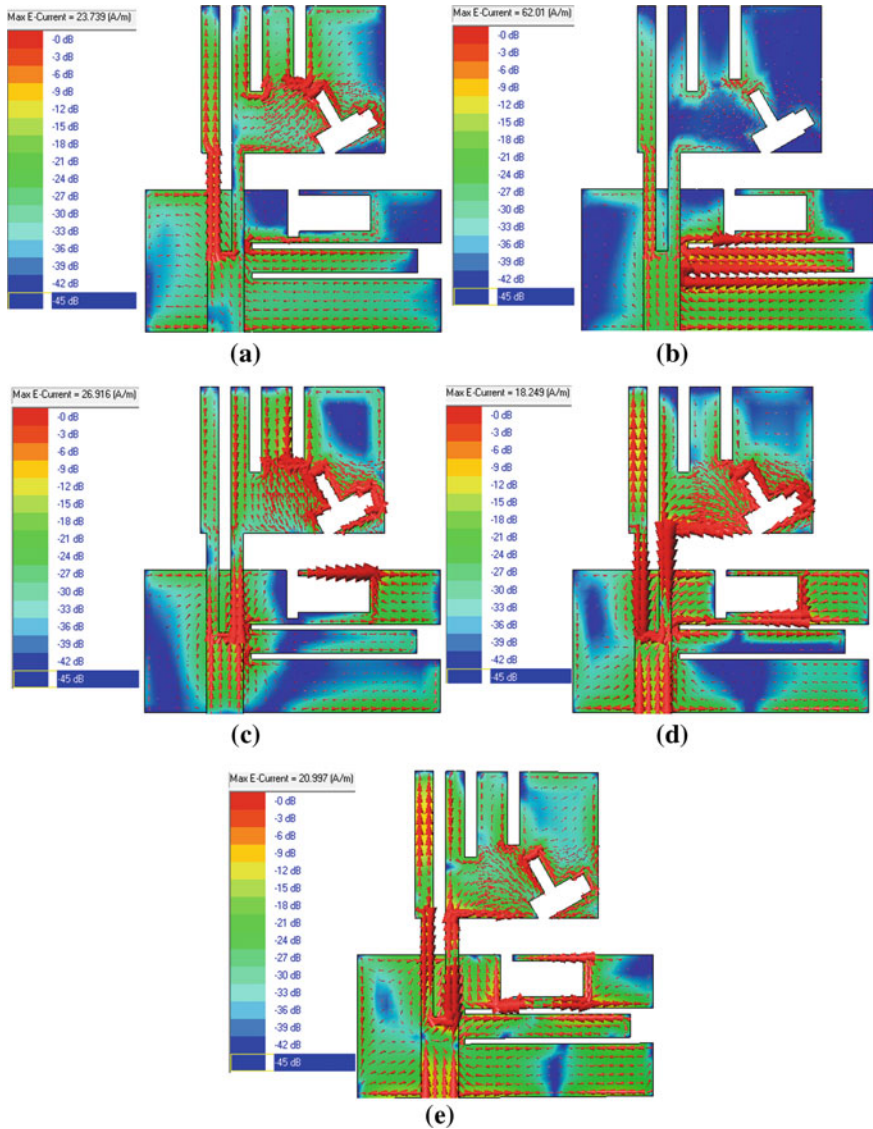 Max E-Current = 23.739 (A/m)
-0 dB
-3 dB
-6 dB
-9 dB
-12 dB
-15 dB
-18 dB
-21 dB
-24 dB
-27 dB
-30 dB
-33 dB
-36 dB
-39 dB
-42 dB
-45 dB
(a)
Max E-Current = 62.01 (A/m)
-0 dB
-3 dB
-6 dB
-9 dB
-12 dB
-15 dB
-18 dB
-21 dB
-24 dB
-27 dB
-30 dB
-33 dB
-36 dB
-39 dB
-42 dB
-45 dB
(b)
Max E-Current = 26.916 (A/m)
-0 dB
-3 dB
-6 dB
-9 dB
-12 dB
-15 dB
-18 dB
-21 dB
-24 dB
-27 dB
-30 dB
-33 dB
-36 dB
-39 dB
-42 dB
-45 dB
(c)
Max E-Current = 18.249 (A/m)
-0 dB
-3 dB
-6 dB
-9 dB
-12 dB
-15 dB
-18 dB
-21 dB
-24 dB
-27 dB
-30 dB
-33 dB
-36 dB
-39 dB
-42 dB
-45 dB
(d)
Max E-Current = 20.997 (A/m)
-0 dB
-3 dB
-6 dB
-9 dB
-12 dB
-15 dB
-18 dB
-21 dB
-24 dB
-27 dB
-30 dB
-33 dB
-36 dB
-39 dB
-42 dB
-45 dB
(e)